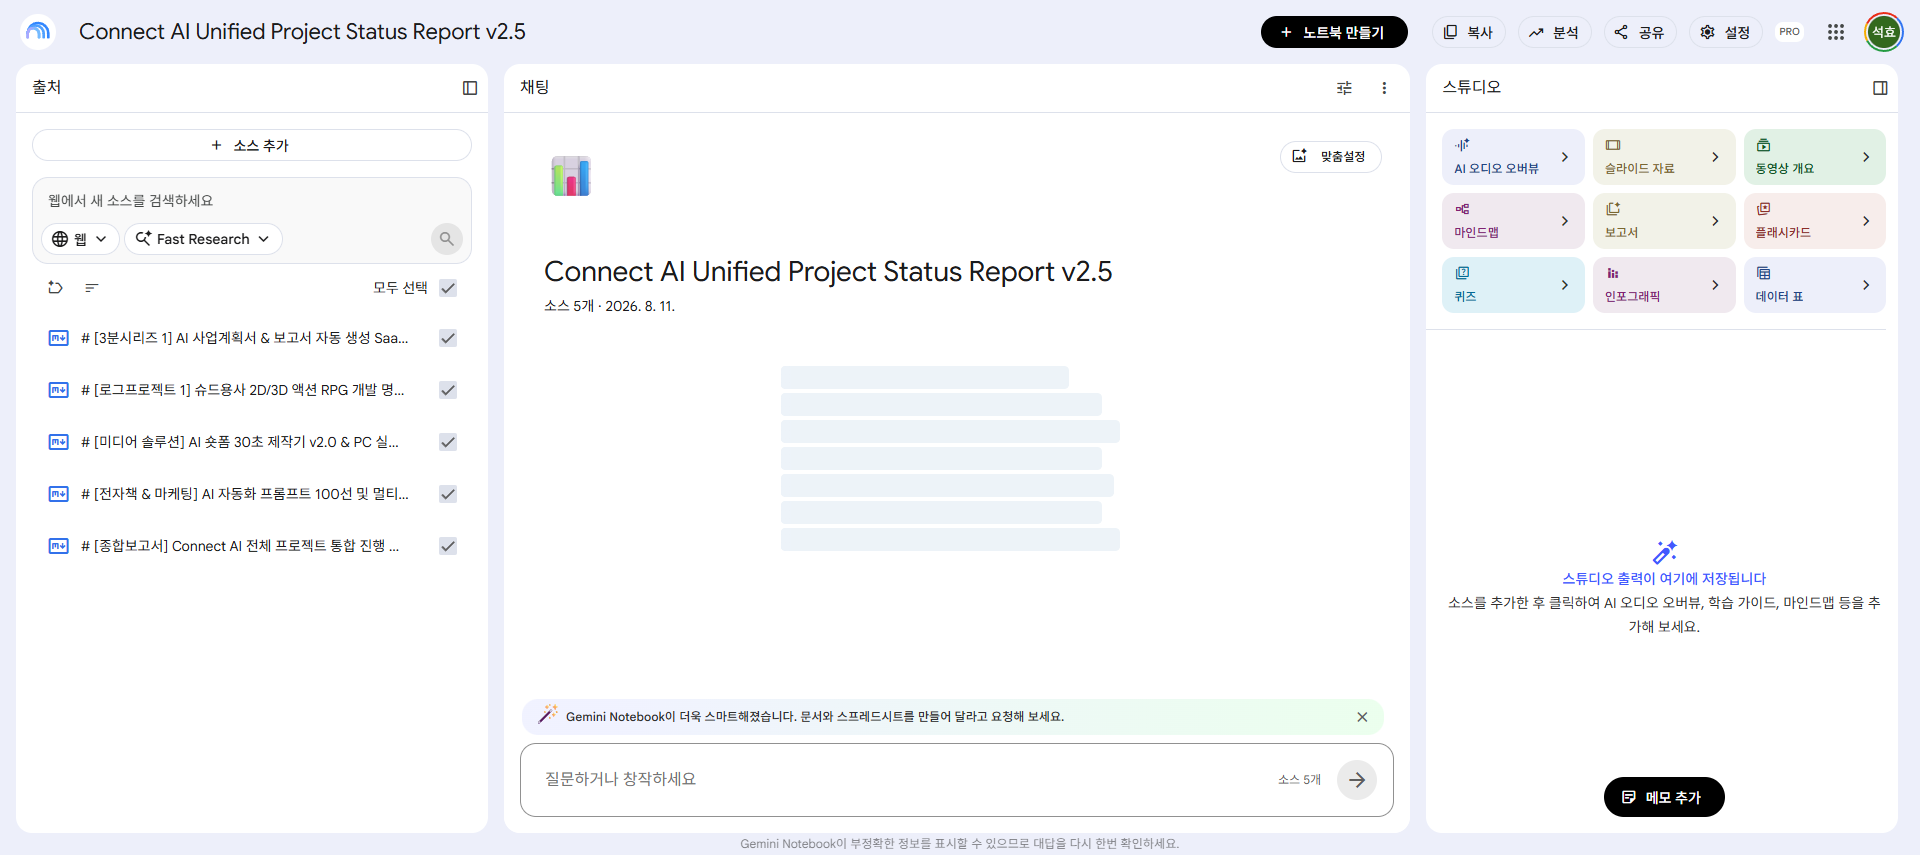 Connect AI Unified Project Status Report v2.5
노트북 만들기
복사
분석
공유
설정
PRO
석효
출처
소스 추가
웹에서 새 소스를 검색하세요
웹
Fast Research
모두 선택
# [3분시리즈 1] AI 사업계획서 & 보고서 자동 생성 Saa...
# [로그프로젝트 1] 슈드용사 2D/3D 액션 RPG 개발 명...
# [미디어 솔루션] AI 숏폼 30초 제작기 v2.0 & PC 실...
# [전자책 & 마케팅] AI 자동화 프롬프트 100선 및 멀티...
# [종합보고서] Connect AI 전체 프로젝트 통합 진행 ...
채팅
맞춤설정
Connect AI Unified Project Status Report v2.5
소스 5개 · 2026. 8. 11.
Gemini Notebook이 더욱 스마트해졌습니다. 문서와 스프레드시트를 만들어 달라고 요청해 보세요.
질문하거나 창작하세요
소스 5개
Gemini Notebook이 부정확한 정보를 표시할 수 있으므로 대답을 다시 한번 확인하세요.
스튜디오
AI 오디오 오버뷰
슬라이드 자료
동영상 개요
마인드맵
보고서
플래시카드
퀴즈
인포그래픽
데이터 표
스튜디오 출력이 여기에 저장됩니다
소스를 추가한 후 클릭하여 AI 오디오 오버뷰, 학습 가이드, 마인드맵 등을 추
가해 보세요.
메모 추가